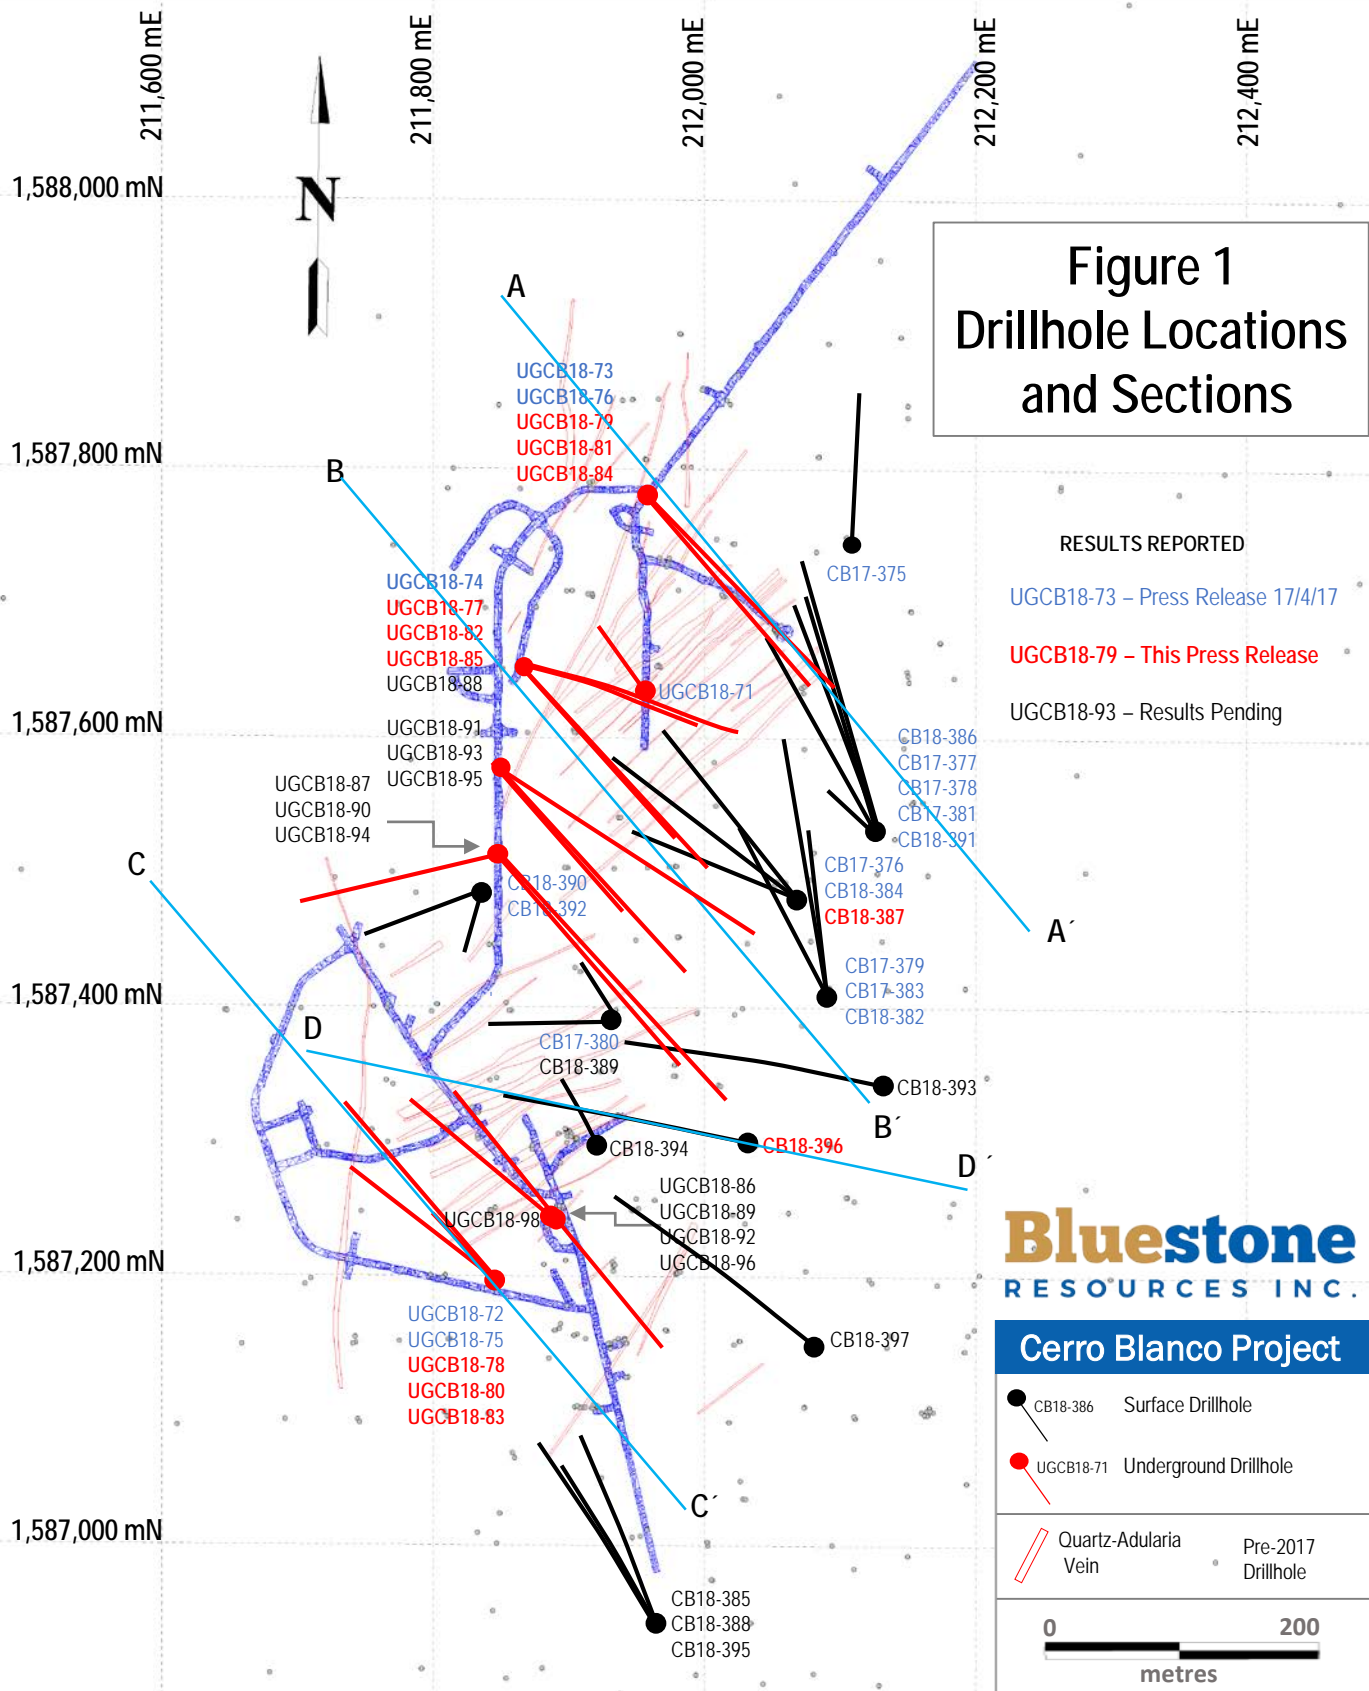 211,600 mE
211,800 mE
212,000 mE
212,200 mE
212,400 mE
1,588,000 mN
1,587,800 mN
1,587,600 mN
1,587,400 mN
1,587,200 mN
1,587,000 mN
N
Figure 1
Drillhole Locations
and Sections
A
UGCB18-73
UGCB18-76
UGCB18-79
UGCB18-81
UGCB18-84
B
CB17-375
RESULTS REPORTED
UGCB18-73 – Press Release 17/4/17
UGCB18-79 – This Press Release
UGCB18-93 – Results Pending
UGCB18-74
UGCB18-77
UGCB18-82
UGCB18-85
UGCB18-88
UGCB18-71
UGCB18-91
UGCB18-93
UGCB18-95
UGCB18-87
UGCB18-90
UGCB18-94
CB18-386
CB17-377
CB17-378
CB17-381
CB18-391
CB17-376
CB18-384
CB18-387
C
CB18-390
CB18-392
A´
CB17-379
CB17-383
CB18-382
D
CB17-380
CB18-389
CB18-393
B´
CB18-394
CB18-396
D´
UGCB18-86
UGCB18-89
UGCB18-92
UGCB18-96
UGCB18-98
CB18-397
UGCB18-72
UGCB18-75
UGCB18-78
UGCB18-80
UGCB18-83
C´
CB18-385
CB18-388
CB18-395
Bluestone
RESOURCES INC.
Cerro Blanco Project
CB18-386 Surface Drillhole
UGCB18-71 Underground Drillhole
Quartz-Adularia
Vein
Pre-2017
Drillhole
0 200
metres